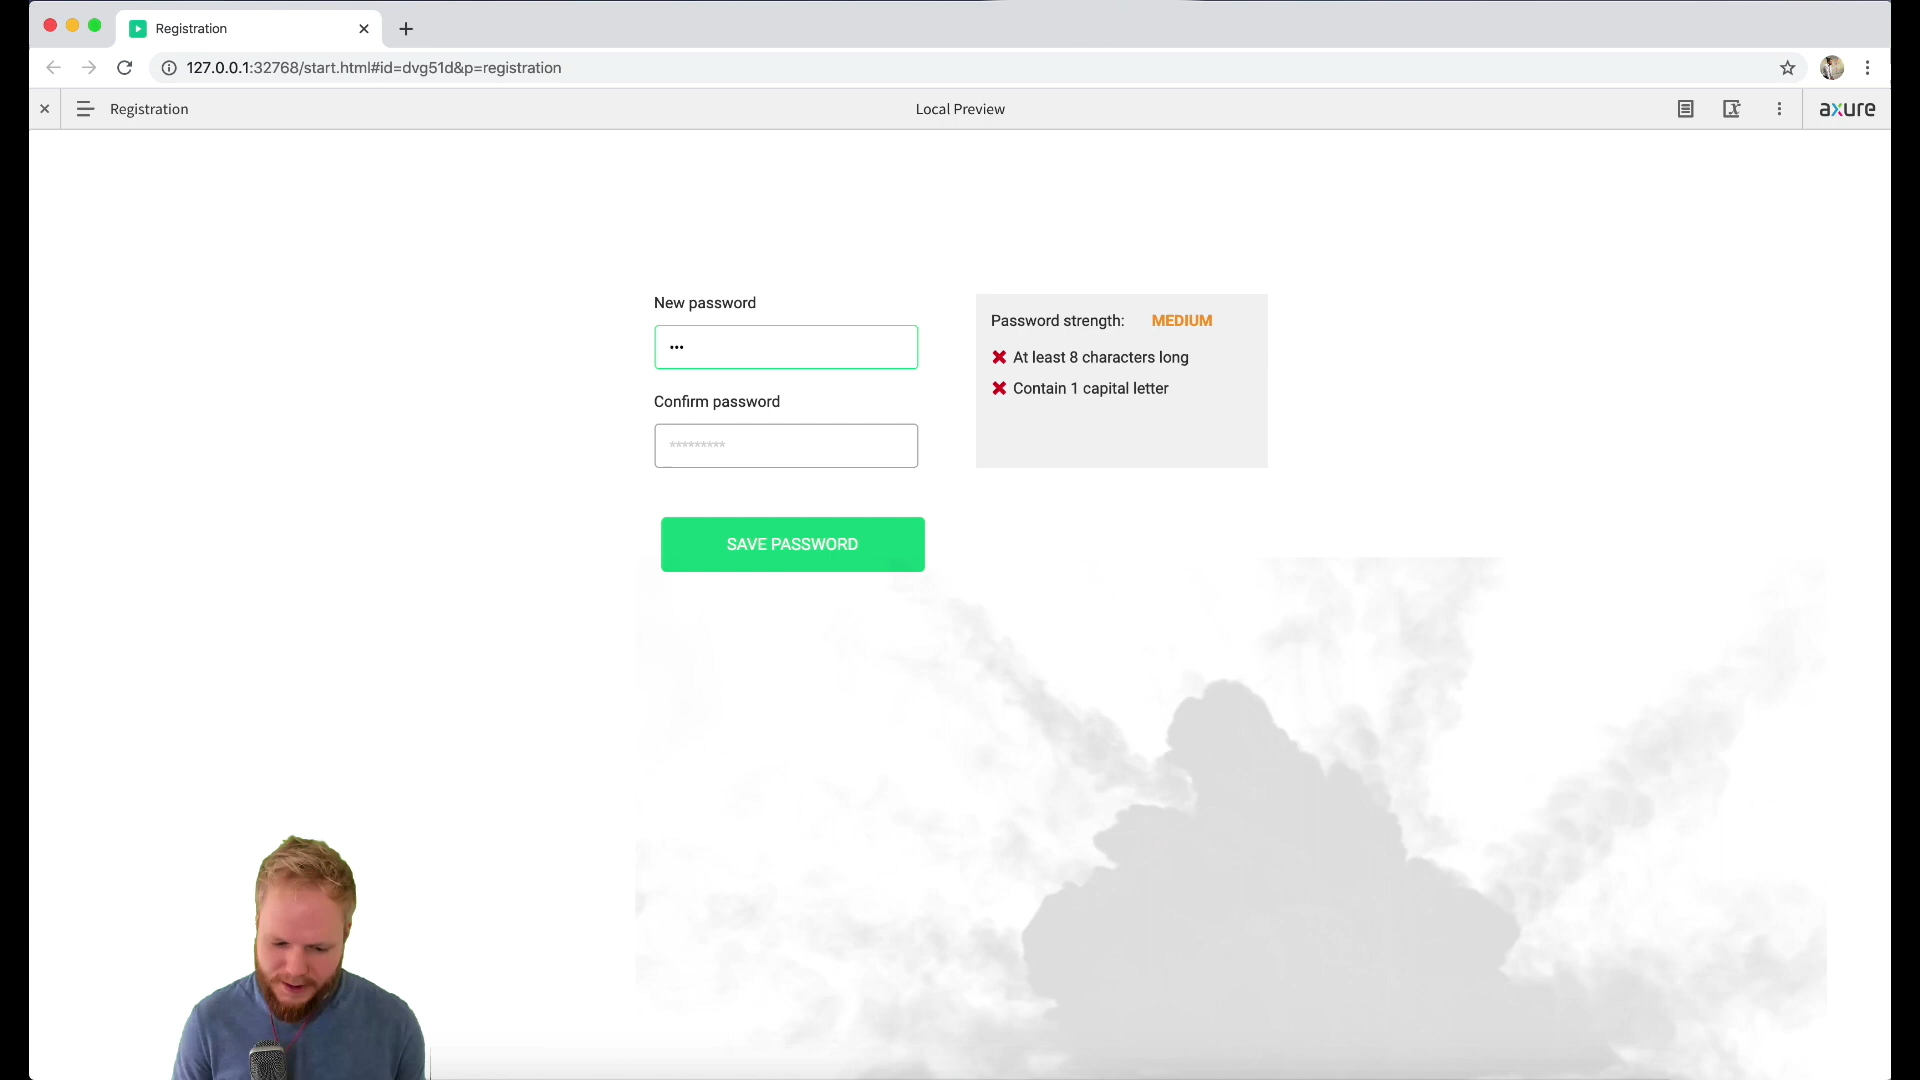 Registration
127.0.0.1:32768/start.html#id=dvg51d&p=registration
Registration
Local Preview
axure
New password
•••
Password strength: MEDIUM
At least 8 characters long
Contain 1 capital letter
Confirm password
*********
SAVE PASSWORD